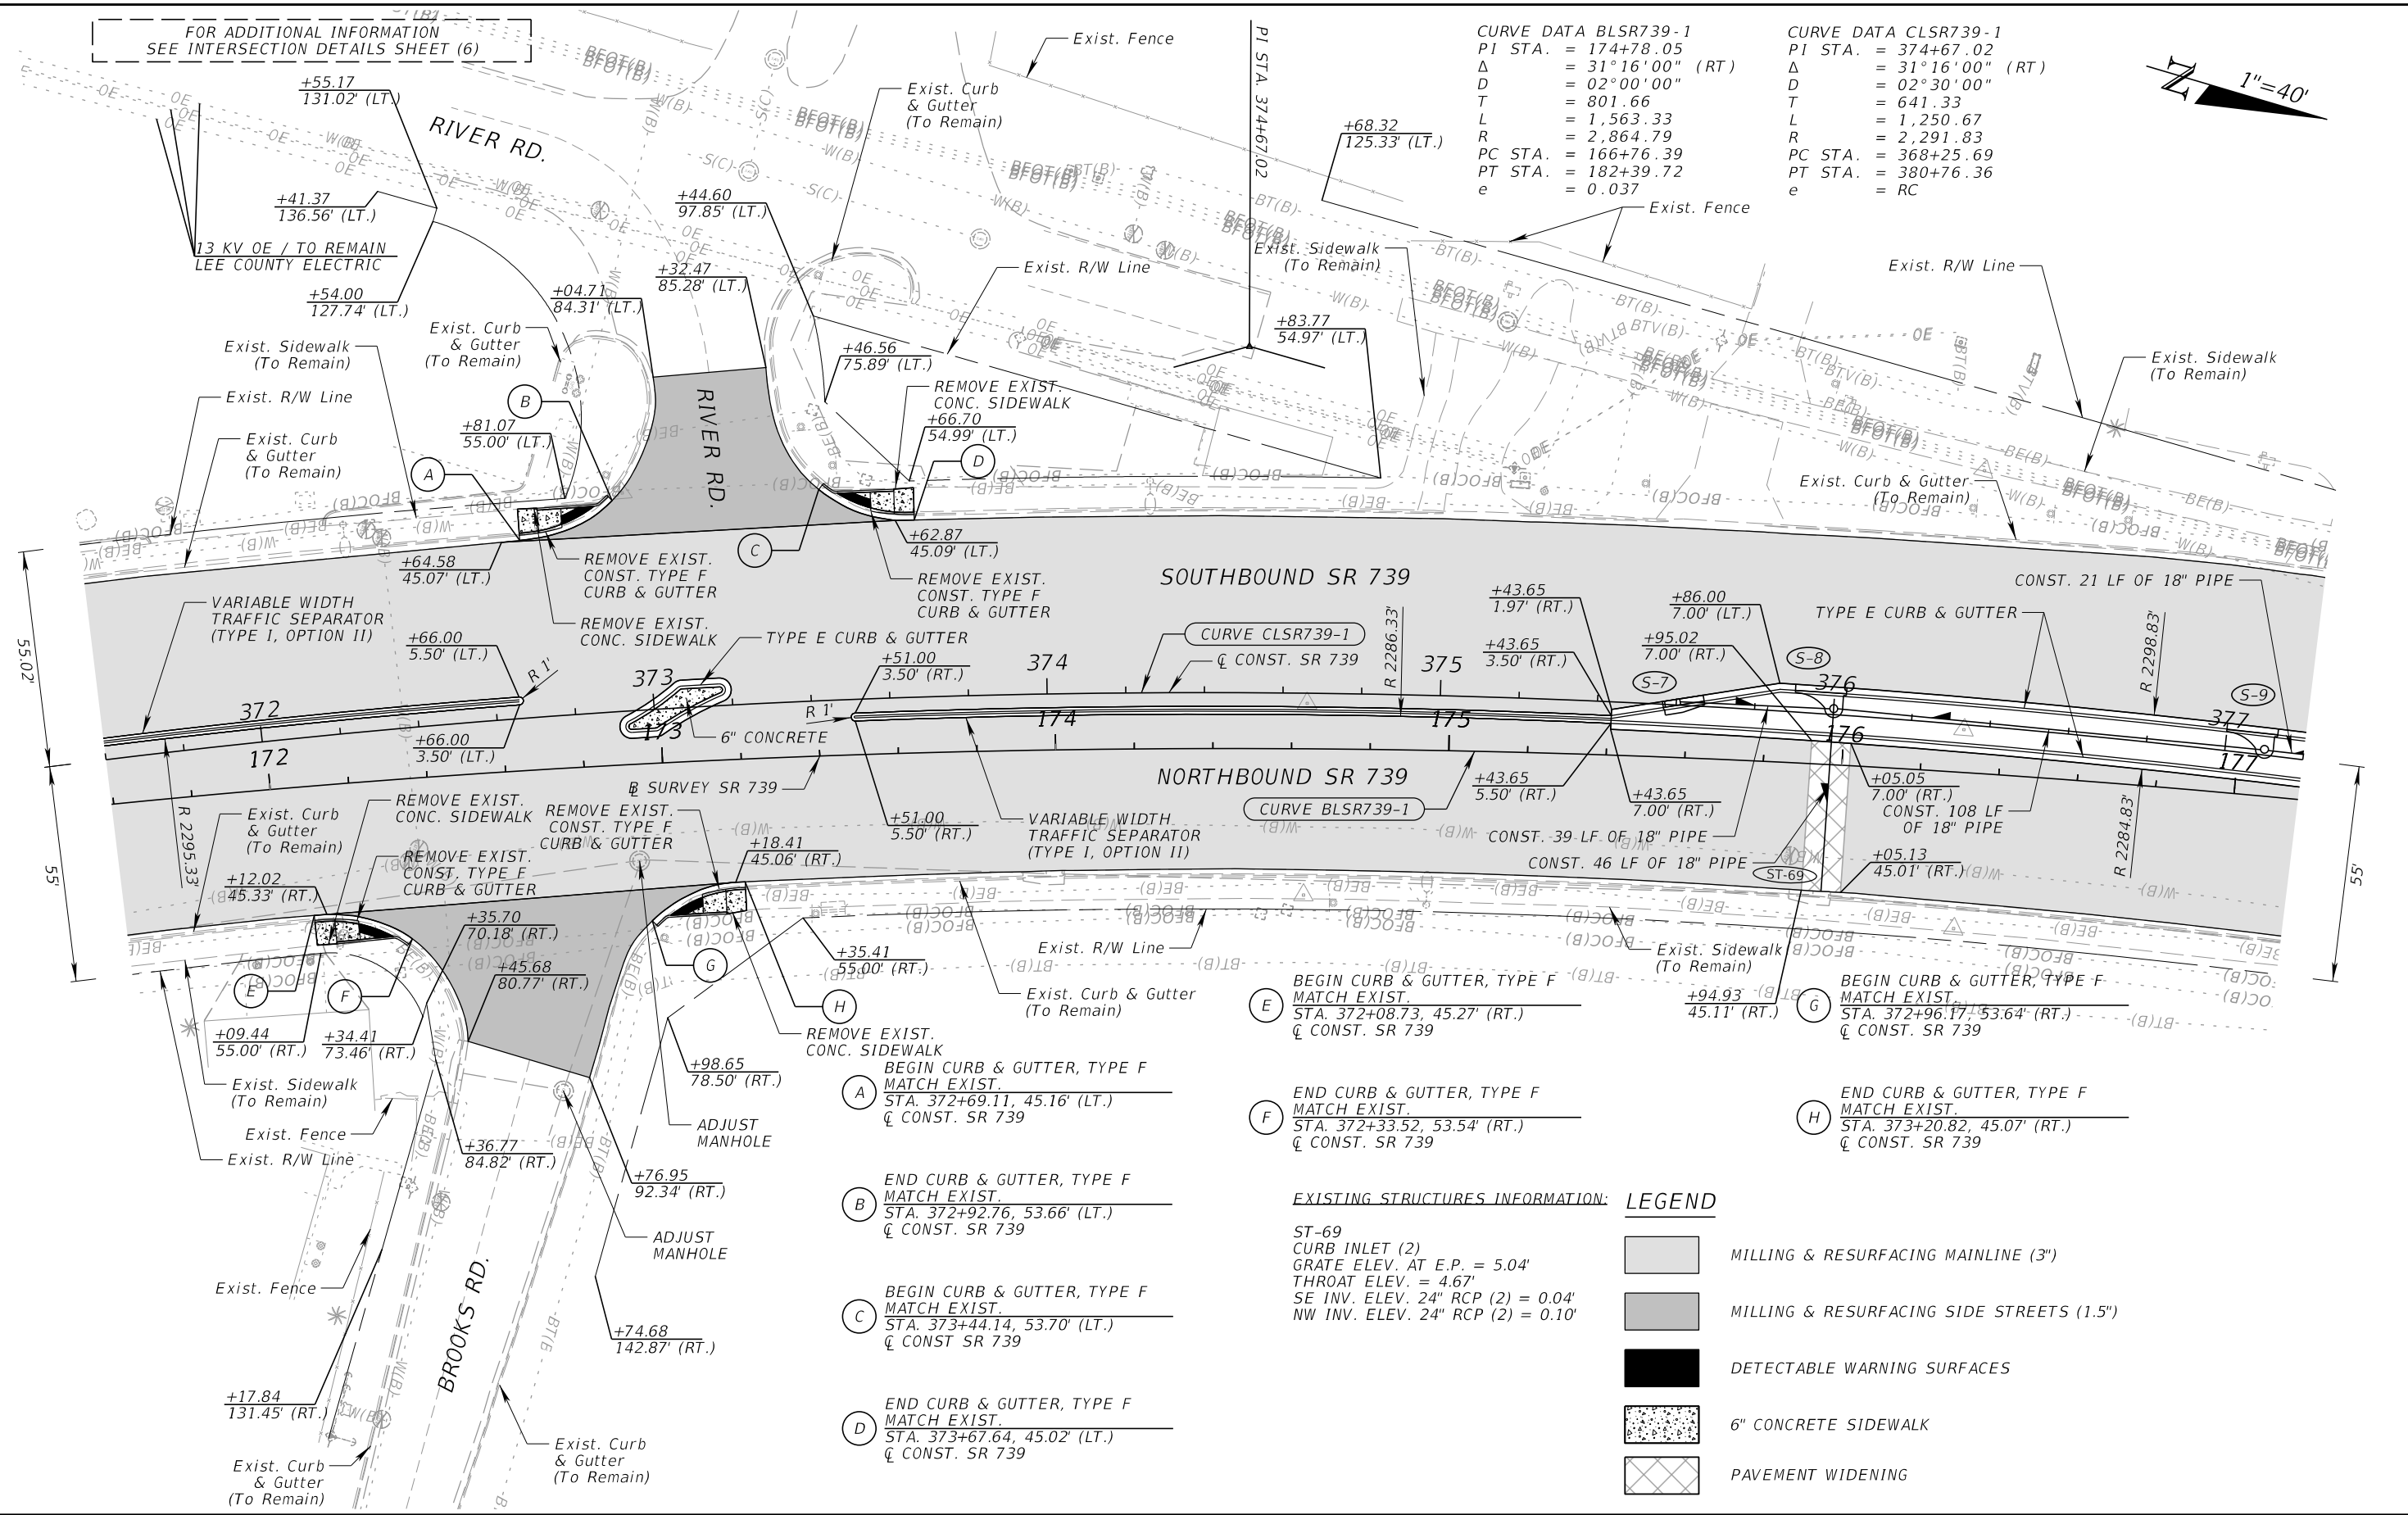 FOR ADDITIONAL INFORMATION
SEE INTERSECTION DETAILS SHEET (6)
CURVE DATA BLSR739-1
PI STA. = 174+78.05
Δ = 31°16'00" (RT)
D = 02°00'00"
T = 801.66
L = 1,563.33
R = 2,864.79
PC STA. = 166+76.39
PT STA. = 182+39.72
e = 0.037
CURVE DATA CLSR739-1
PI STA. = 374+67.02
Δ = 31°16'00" (RT)
D = 02°30'00"
T = 641.33
L = 1,250.67
R = 2,291.83
PC STA. = 368+25.69
PT STA. = 380+76.36
e = RC
N
1"=40'
PI STA. 374+67.02
Exist. Fence
Exist. Curb
& Gutter
(To Remain)
+55.17
131.02' (LT.)
RIVER RD.
+41.37
136.56' (LT.)
13 KV OE / TO REMAIN
LEE COUNTY ELECTRIC
+54.00
127.74' (LT.)
+44.60
97.85' (LT.)
+68.32
125.33' (LT.)
Exist. Fence
Exist. Sidewalk
(To Remain)
Exist. R/W Line
Exist. R/W Line
+32.47
85.28' (LT.)
+04.71
84.31' (LT.)
Exist. Curb
& Gutter
(To Remain)
Exist. Sidewalk
(To Remain)
Exist. R/W Line
Exist. Curb
& Gutter
(To Remain)
+83.77
54.97' (LT.)
+46.56
75.89' (LT.)
REMOVE EXIST.
CONC. SIDEWALK
+66.70
54.99' (LT.)
Exist. Sidewalk
(To Remain)
B
+81.07
55.00' (LT.)
A
D
RIVER RD.
Exist. Curb & Gutter
(To Remain)
+64.58
45.07' (LT.)
REMOVE EXIST.
CONST. TYPE F
CURB & GUTTER
C
+62.87
45.09' (LT.)
REMOVE EXIST.
CONST. TYPE F
CURB & GUTTER
REMOVE EXIST.
CONC. SIDEWALK
SOUTHBOUND SR 739
VARIABLE WIDTH
TRAFFIC SEPARATOR
(TYPE I, OPTION II)
55.02'
+66.00
5.50' (LT.)
R 1'
TYPE E CURB & GUTTER
CURVE CLSR739-1
℄ CONST. SR 739
R 2286.33'
+43.65
1.97' (RT.)
+86.00
7.00' (LT.)
CONST. 21 LF OF 18" PIPE
TYPE E CURB & GUTTER
+43.65
3.50' (RT.)
+95.02
7.00' (RT.)
S-8
S-7
S-9
R 2298.83'
+51.00
3.50' (RT.)
372
373
374
375
376
377
172
173
174
175
176
177
R 1'
6" CONCRETE
+66.00
3.50' (LT.)
R 2295.33'
B SURVEY SR 739
NORTHBOUND SR 739
CURVE BLSR739-1
+51.00
5.50' (RT.)
VARIABLE WIDTH
TRAFFIC SEPARATOR
(TYPE I, OPTION II)
+43.65
5.50' (RT.)
+43.65
7.00' (RT.)
+05.05
7.00' (RT.)
CONST. 108 LF
OF 18" PIPE
CONST. 39 LF OF 18" PIPE
CONST. 46 LF OF 18" PIPE
ST-69
+05.13
45.01' (RT.)
R 2284.83'
55'
55'
Exist. Curb
& Gutter
(To Remain)
REMOVE EXIST.
CONC. SIDEWALK
REMOVE EXIST.
CONST. TYPE F
CURB & GUTTER
REMOVE EXIST.
CONST. TYPE F
CURB & GUTTER
+18.41
45.06' (RT.)
+12.02
45.33' (RT.)
+35.70
70.18' (RT.)
+45.68
80.77' (RT.)
E
F
G
H
+35.41
55.00' (RT.)
Exist. R/W Line
Exist. Curb & Gutter
(To Remain)
Exist. Sidewalk
(To Remain)
+94.93
45.11' (RT.)
+09.44
55.00' (RT.)
+34.41
73.46' (RT.)
REMOVE EXIST.
CONC. SIDEWALK
+98.65
78.50' (RT.)
Exist. Sidewalk
(To Remain)
Exist. Fence
Exist. R/W Line
ADJUST
MANHOLE
+36.77
84.82' (RT.)
+76.95
92.34' (RT.)
ADJUST
MANHOLE
Exist. Fence
BROOKS RD.
+74.68
142.87' (RT.)
+17.84
131.45' (RT.)
Exist. Curb
& Gutter
(To Remain)
Exist. Curb
& Gutter
(To Remain)
A
BEGIN CURB & GUTTER, TYPE F
MATCH EXIST.
STA. 372+69.11, 45.16' (LT.)
℄ CONST. SR 739
B
END CURB & GUTTER, TYPE F
MATCH EXIST.
STA. 372+92.76, 53.66' (LT.)
℄ CONST. SR 739
C
BEGIN CURB & GUTTER, TYPE F
MATCH EXIST.
STA. 373+44.14, 53.70' (LT.)
℄ CONST SR 739
D
END CURB & GUTTER, TYPE F
MATCH EXIST.
STA. 373+67.64, 45.02' (LT.)
℄ CONST. SR 739
E
BEGIN CURB & GUTTER, TYPE F
MATCH EXIST.
STA. 372+08.73, 45.27' (RT.)
℄ CONST. SR 739
F
END CURB & GUTTER, TYPE F
MATCH EXIST.
STA. 372+33.52, 53.54' (RT.)
℄ CONST. SR 739
G
BEGIN CURB & GUTTER, TYPE F
MATCH EXIST.
STA. 372+96.17, 53.64' (RT.)
℄ CONST. SR 739
H
END CURB & GUTTER, TYPE F
MATCH EXIST.
STA. 373+20.82, 45.07' (RT.)
℄ CONST. SR 739
EXISTING STRUCTURES INFORMATION:
ST-69
CURB INLET (2)
GRATE ELEV. AT E.P. = 5.04'
THROAT ELEV. = 4.67'
SE INV. ELEV. 24" RCP (2) = 0.04'
NW INV. ELEV. 24" RCP (2) = 0.10'
LEGEND
MILLING & RESURFACING MAINLINE (3")
MILLING & RESURFACING SIDE STREETS (1.5")
DETECTABLE WARNING SURFACES
6" CONCRETE SIDEWALK
PAVEMENT WIDENING